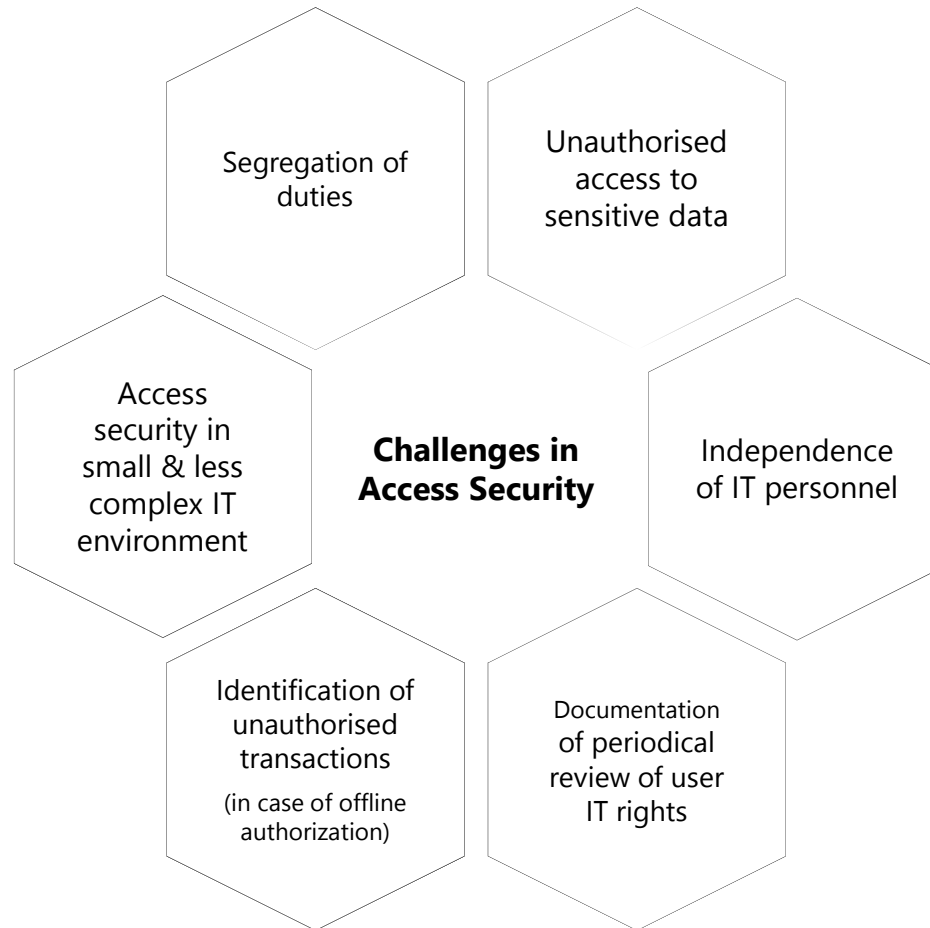 Segregation of
duties
Unauthorised
access to
sensitive data
Access
security in
small & less
complex IT
environment
Challenges in
Access Security
Independence
of IT personnel
Identification of
unauthorised
transactions
(in case of offline
authorization)
Documentation
of periodical
review of user
IT rights